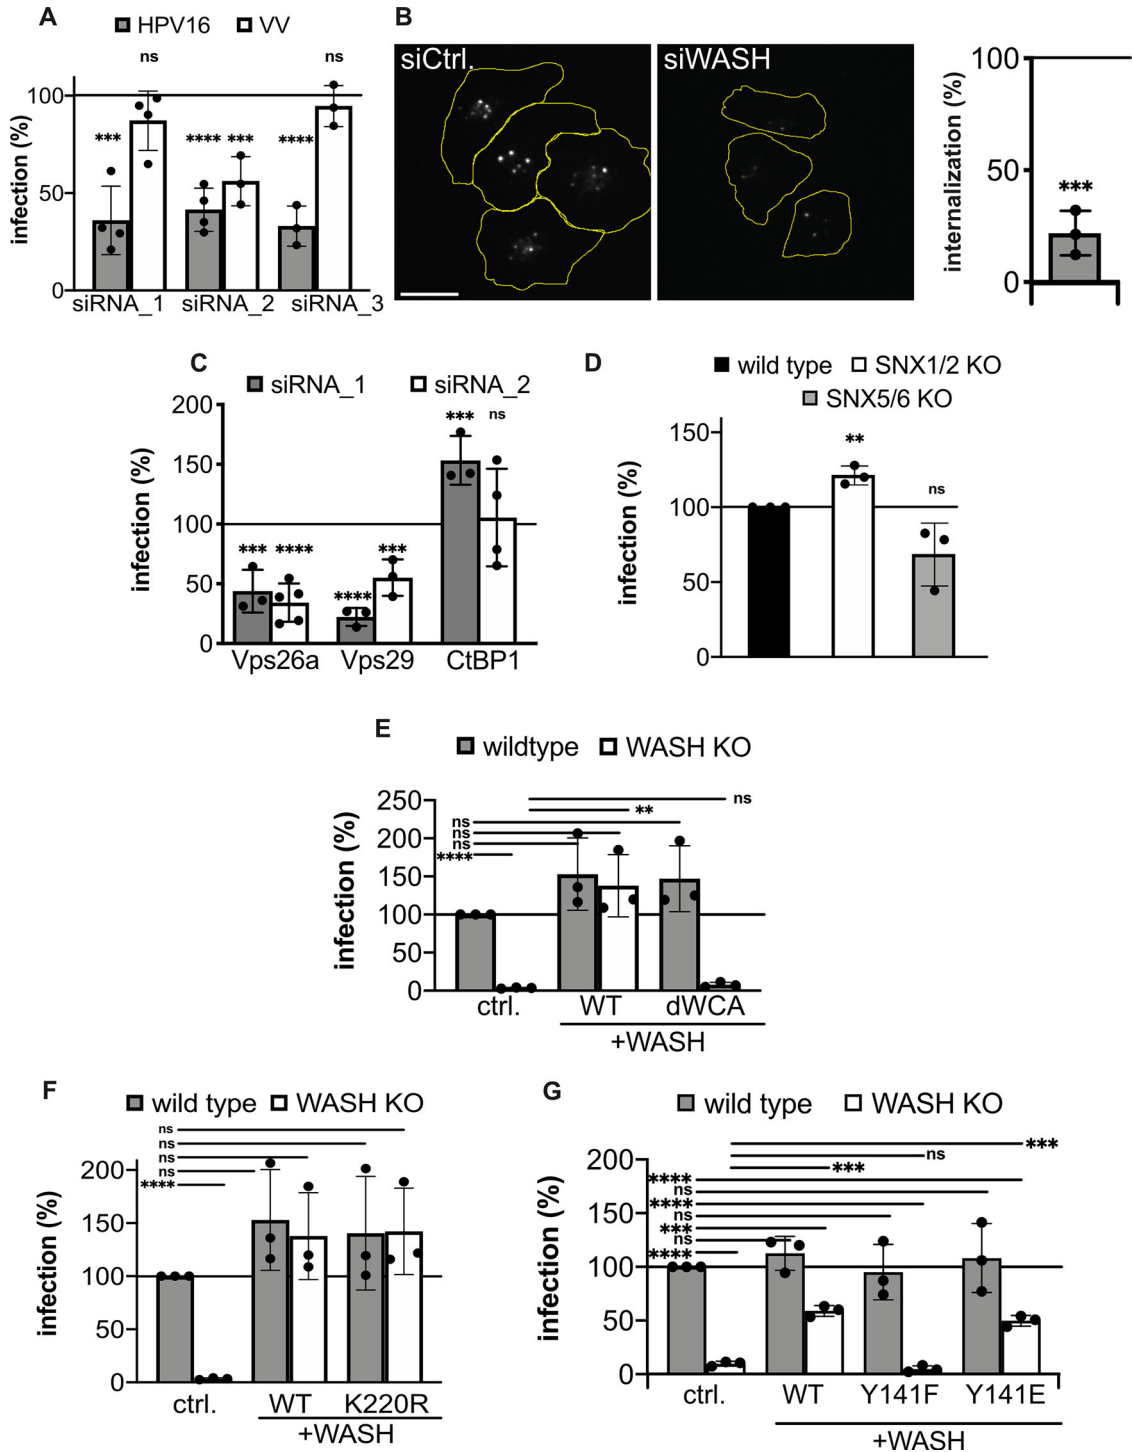 A
HPV16 VV
ns ns
100
*** **** *** ****
50
0
infection (%)
siRNA_1 siRNA_2 siRNA_3
B
siCtrl. siWASH
100
50
0
***
internalization (%)
C
siRNA_1 siRNA_2
200
150
100
50
0
infection (%)
*** ns
*** **** **** ***
Vps26a Vps29 CtBP1
D
wild type SNX1/2 KO
SNX5/6 KO
150
100
50
0
infection (%)
** ns
E
wildtype WASH KO
250
200
150
100
50
0
infection (%)
ns
**
ns
ns
ns
****
ctrl. WT dWCA
+WASH
F
wild type WASH KO
ns
ns
ns
ns
****
200
150
100
50
0
infection (%)
ctrl. WT K220R
+WASH
G
wild type WASH KO
***
ns
***
****
ns
****
ns
***
ns
****
200
150
100
50
0
infection (%)
ctrl. WT Y141F Y141E
+WASH